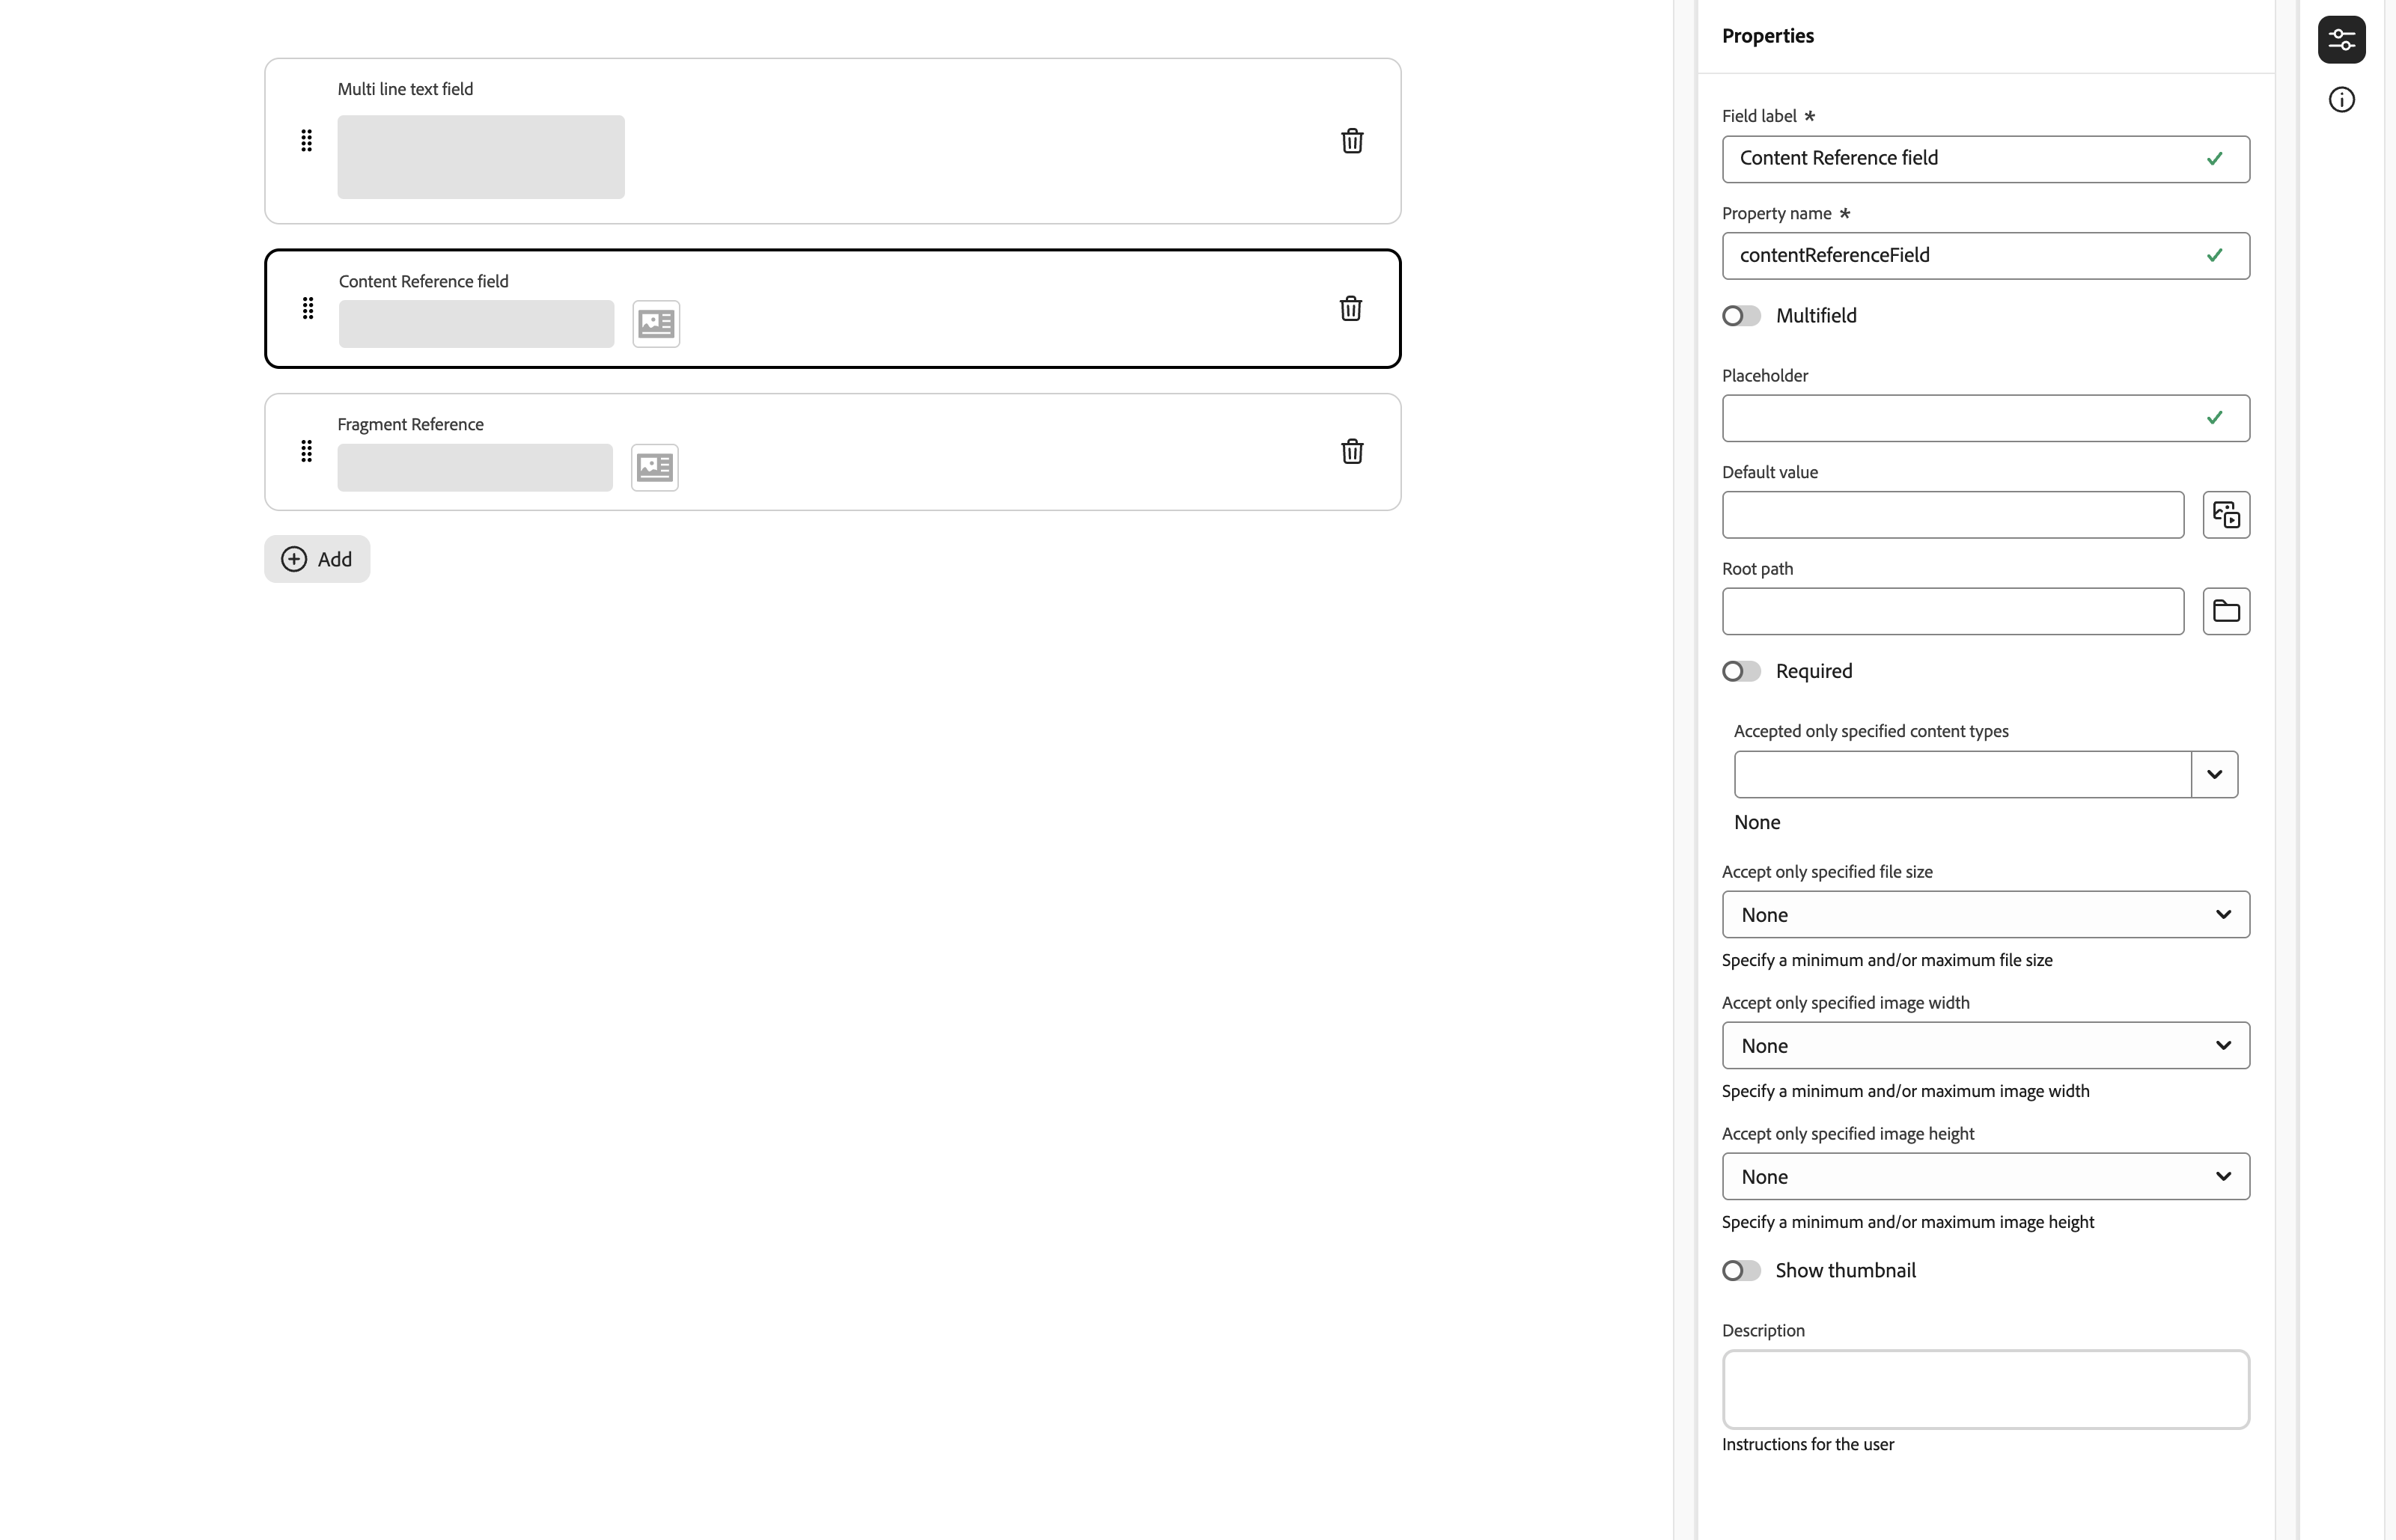 Multi line text field
Content Reference field
Fragment Reference
Add
Properties
Field label *
Content Reference field
Property name *
contentReferenceField
Multifield
Placeholder
Default value
Root path
Required
Accepted only specified content types
None
Accept only specified file size
None
Specify a minimum and/or maximum file size
Accept only specified image width
None
Specify a minimum and/or maximum image width
Accept only specified image height
None
Specify a minimum and/or maximum image height
Show thumbnail
Description
Instructions for the user